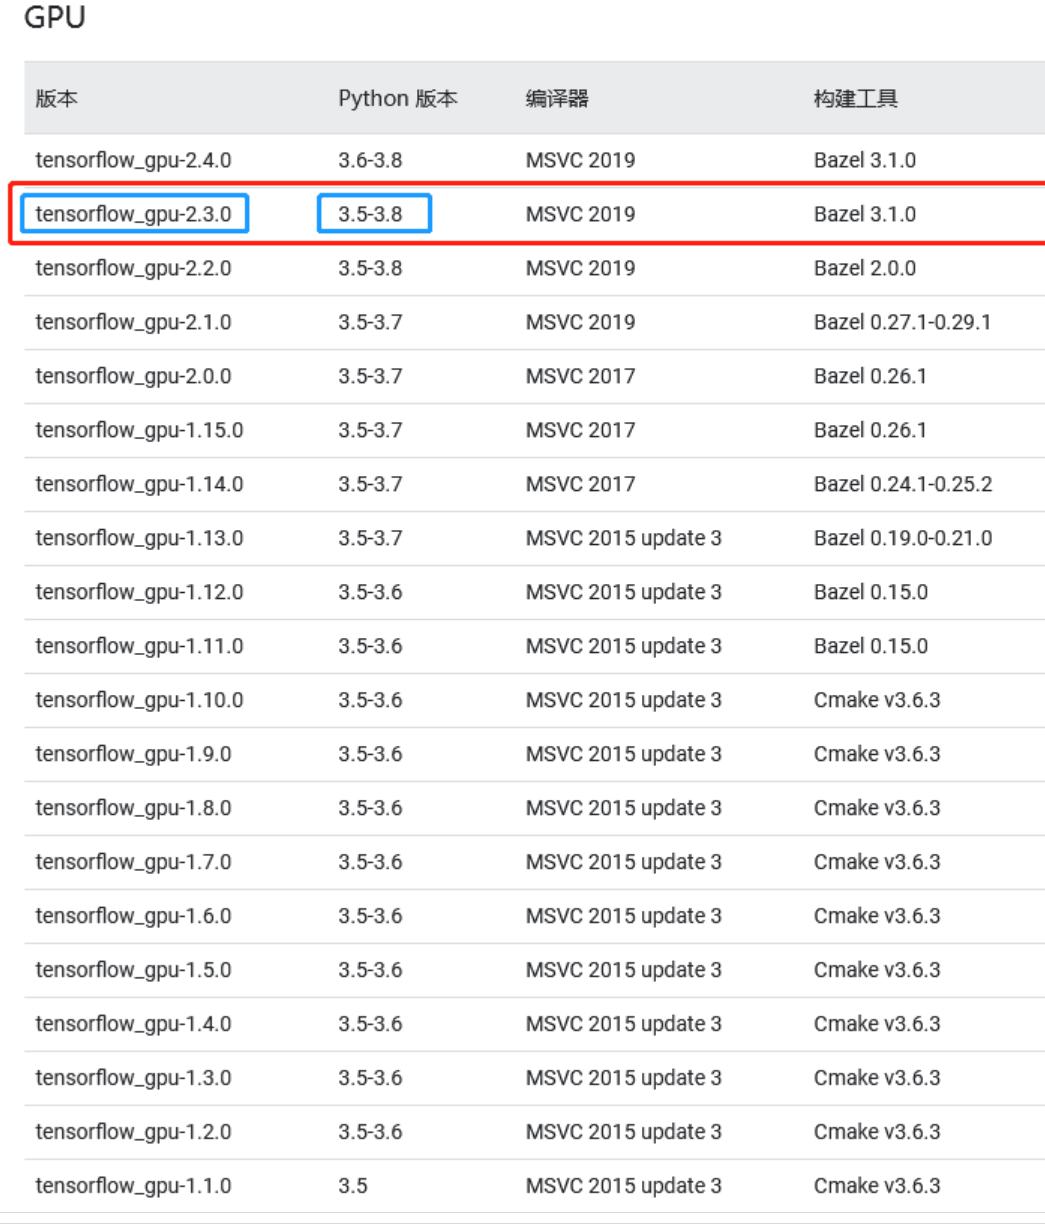 GPU
版本 Python 版本 编译器 构建工具
tensorflow_gpu-2.4.0 3.6-3.8 MSVC 2019 Bazel 3.1.0
tensorflow_gpu-2.3.0 3.5-3.8 MSVC 2019 Bazel 3.1.0
tensorflow_gpu-2.2.0 3.5-3.8 MSVC 2019 Bazel 2.0.0
tensorflow_gpu-2.1.0 3.5-3.7 MSVC 2019 Bazel 0.27.1-0.29.1
tensorflow_gpu-2.0.0 3.5-3.7 MSVC 2017 Bazel 0.26.1
tensorflow_gpu-1.15.0 3.5-3.7 MSVC 2017 Bazel 0.26.1
tensorflow_gpu-1.14.0 3.5-3.7 MSVC 2017 Bazel 0.24.1-0.25.2
tensorflow_gpu-1.13.0 3.5-3.7 MSVC 2015 update 3 Bazel 0.19.0-0.21.0
tensorflow_gpu-1.12.0 3.5-3.6 MSVC 2015 update 3 Bazel 0.15.0
tensorflow_gpu-1.11.0 3.5-3.6 MSVC 2015 update 3 Bazel 0.15.0
tensorflow_gpu-1.10.0 3.5-3.6 MSVC 2015 update 3 Cmake v3.6.3
tensorflow_gpu-1.9.0 3.5-3.6 MSVC 2015 update 3 Cmake v3.6.3
tensorflow_gpu-1.8.0 3.5-3.6 MSVC 2015 update 3 Cmake v3.6.3
tensorflow_gpu-1.7.0 3.5-3.6 MSVC 2015 update 3 Cmake v3.6.3
tensorflow_gpu-1.6.0 3.5-3.6 MSVC 2015 update 3 Cmake v3.6.3
tensorflow_gpu-1.5.0 3.5-3.6 MSVC 2015 update 3 Cmake v3.6.3
tensorflow_gpu-1.4.0 3.5-3.6 MSVC 2015 update 3 Cmake v3.6.3
tensorflow_gpu-1.3.0 3.5-3.6 MSVC 2015 update 3 Cmake v3.6.3
tensorflow_gpu-1.2.0 3.5-3.6 MSVC 2015 update 3 Cmake v3.6.3
tensorflow_gpu-1.1.0 3.5 MSVC 2015 update 3 Cmake v3.6.3